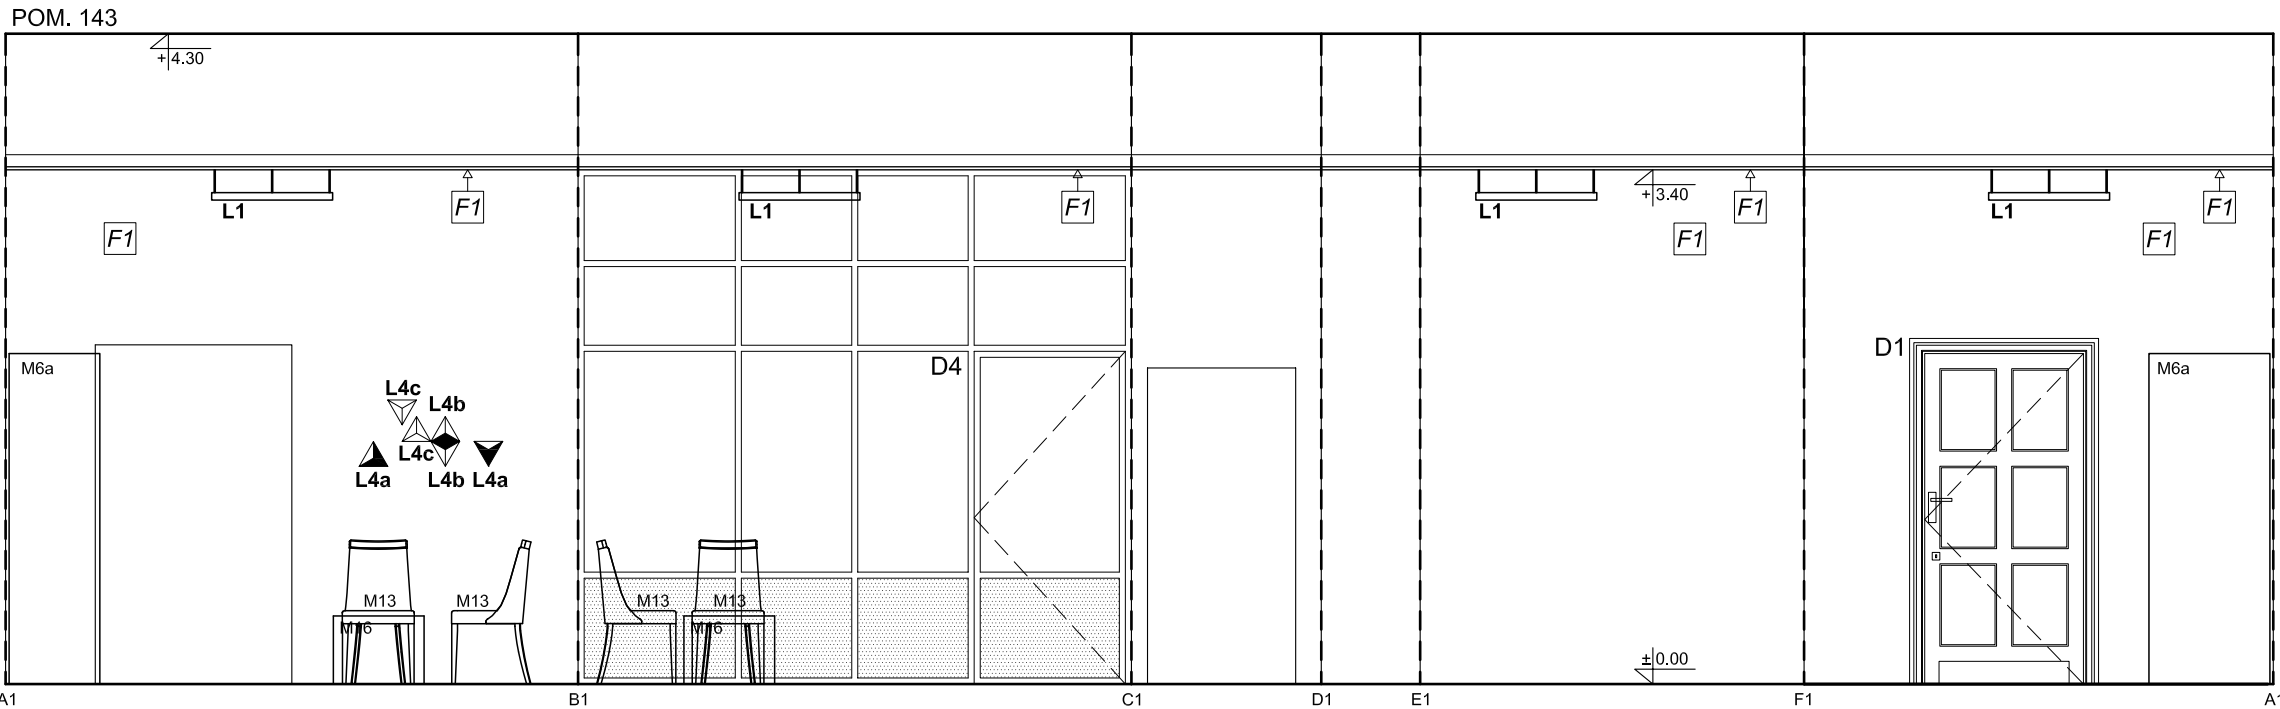 POM. 143
+4.30
L1
F1
L1
F1
L1
+3.40
F1
L1
F1
F1
F1
F1
M6a
D4
D1
M6a
L4c
L4b
L4c
L4a
L4b
L4a
M13
M13
M13
M13
M16
M16
±0.00
A1
B1
C1
D1
E1
F1
A1